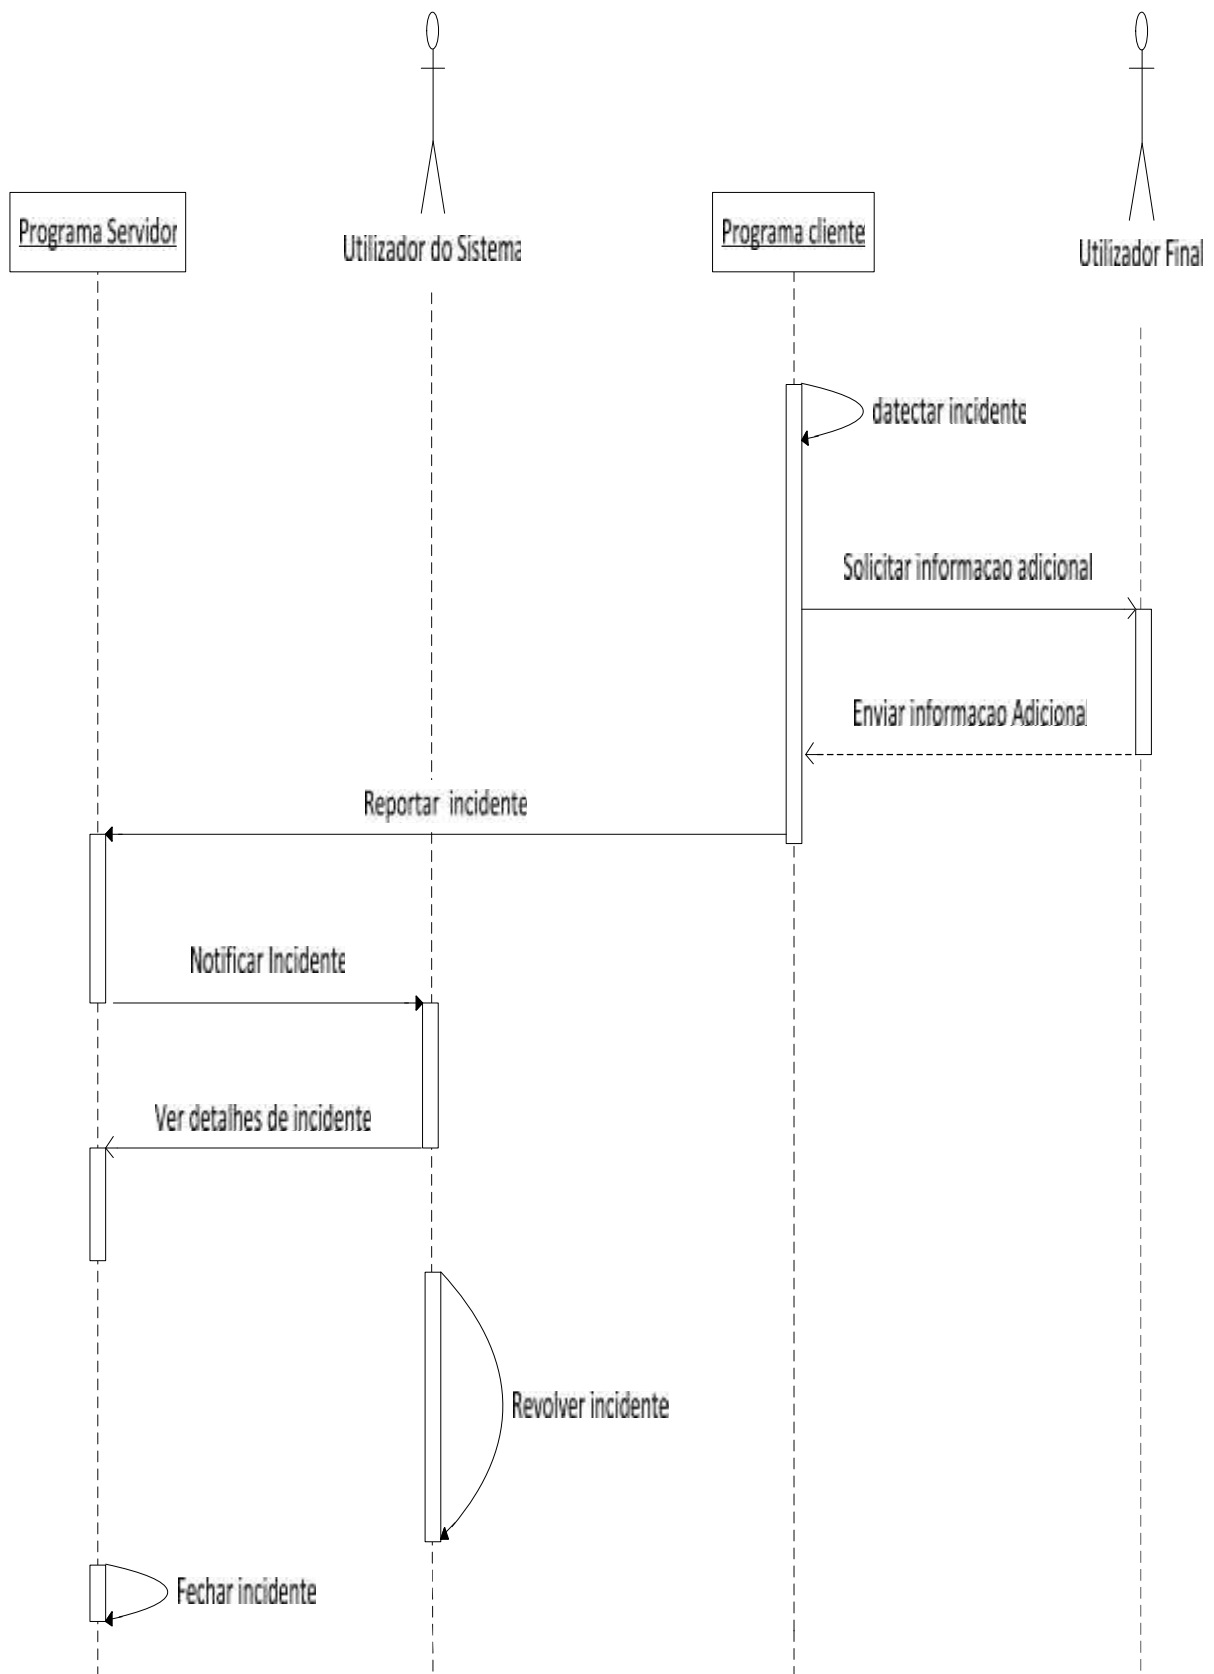 Programa Servidor
Utilizador do Sistema
Programa cliente
Utilizador Final
datectar incidente
Solicitar informacao adicional
Enviar informacao Adicional
Reportar incidente
Notificar Incidente
Ver detalhes de incidente
Revolver incidente
Fechar incidente